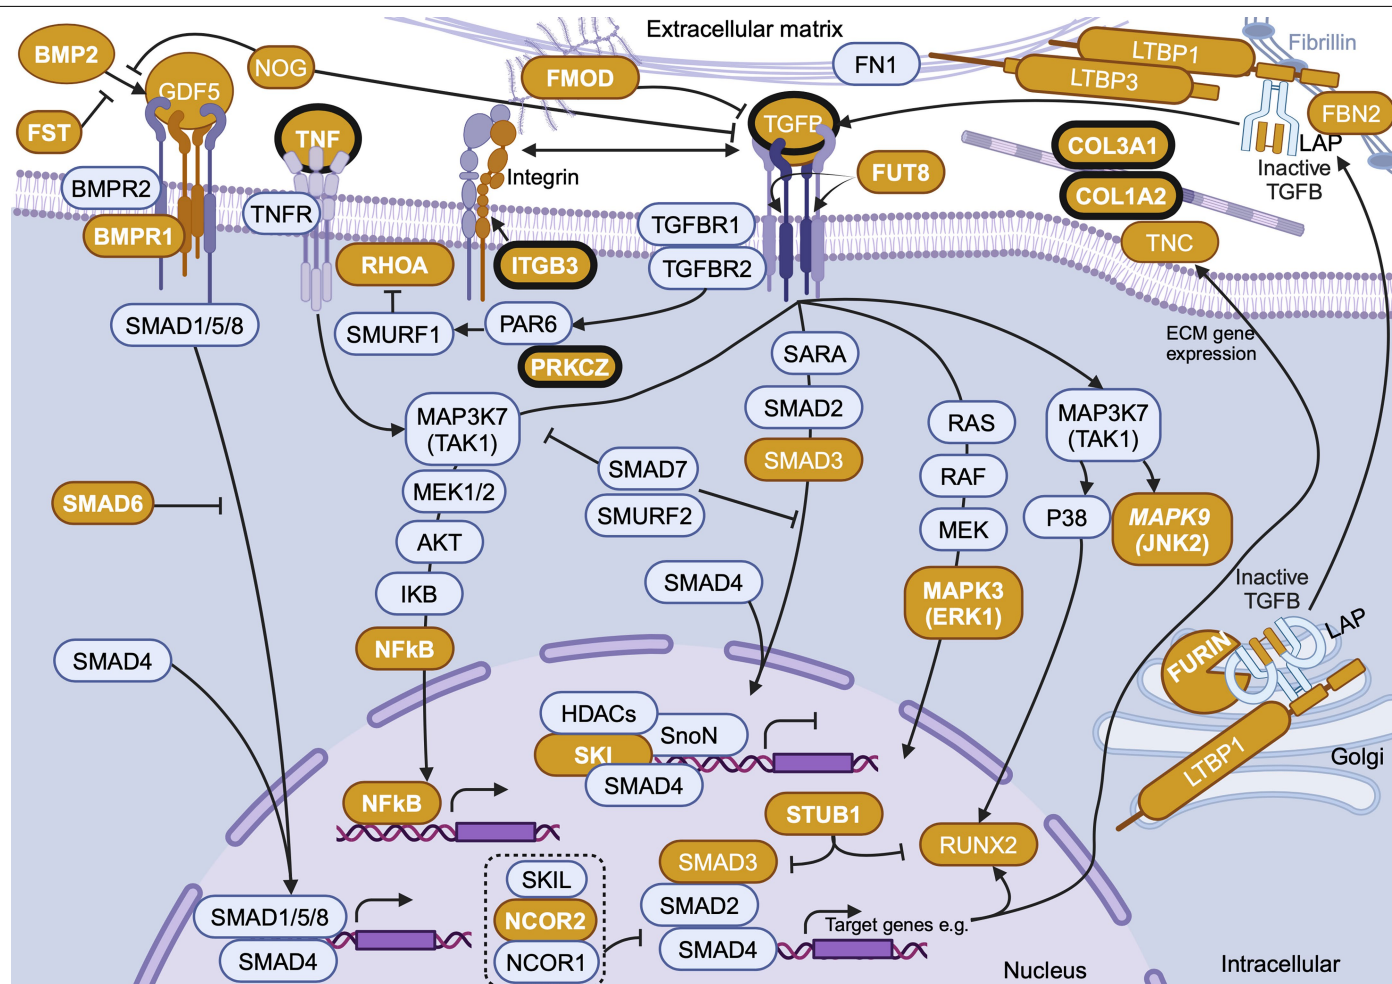 Extracellular matrix
BMP2
GDF5
NOG
FST
FMOD
FN1
LTBP1
LTBP3
Fibrillin
FBN2
LAP
Inactive
TGFB
TNF
TGFB
COL3A1
COL1A2
TNC
FUT8
Integrin
BMPR2
BMPR1
TNFR
RHOA
ITGB3
TGFBR1
TGFBR2
SMAD1/5/8
SMURF1
PAR6
PRKCZ
ECM gene
expression
SARA
SMAD2
SMAD3
MAP3K7
(TAK1)
MEK1/2
AKT
IKB
NFkB
SMAD7
SMURF2
RAS
RAF
MEK
MAPK3
(ERK1)
MAP3K7
(TAK1)
P38
MAPK9
(JNK2)
SMAD6
SMAD4
SMAD4
Inactive
TGFB
LAP
FURIN
LTBP1
Golgi
HDACs
SnoN
SKI
SMAD4
NFkB
STUB1
RUNX2
SMAD3
SMAD2
SMAD4
Target genes e.g.
SKIL
NCOR2
NCOR1
SMAD1/5/8
SMAD4
Nucleus
Intracellular